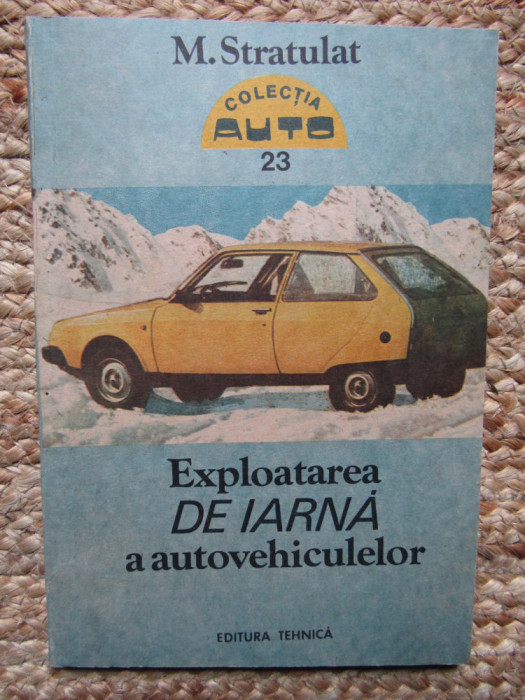 M. Stratulat
COLECȚIA
AUTO
23
Exploatarea
DE IARNĂ
a autovehiculelor
EDITURA TEHNICĂ